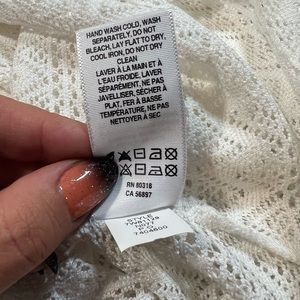 HAND WASH COLD, WASH
SEPARATELY, DO NOT
BLEACH, LAY FLAT TO DRY,
COOL IRON, DO NOT DRY
CLEAN
LAVER À LA MAIN ET À
L'EAU FROIDE, LAVER
SÉPARÉMENT, NE PAS
JAVELLISER, SÉCHER À
PLAT, FER À BASSE
TEMPÉRATURE, NE PAS
NETTOYER À SEC
RN 80318
CA 56897
STYLE
7404600